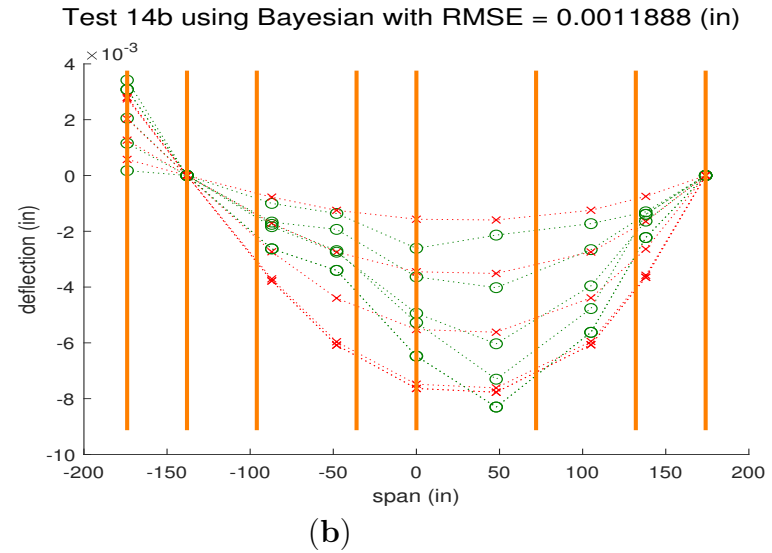 Test 14b using Bayesian with RMSE = 0.0011888 (in)
×10⁻³
4
2
0
-2
-4
-6
-8
-10
deflection (in)
-200 -150 -100 -50 0 50 100 150 200
span (in)
(b)